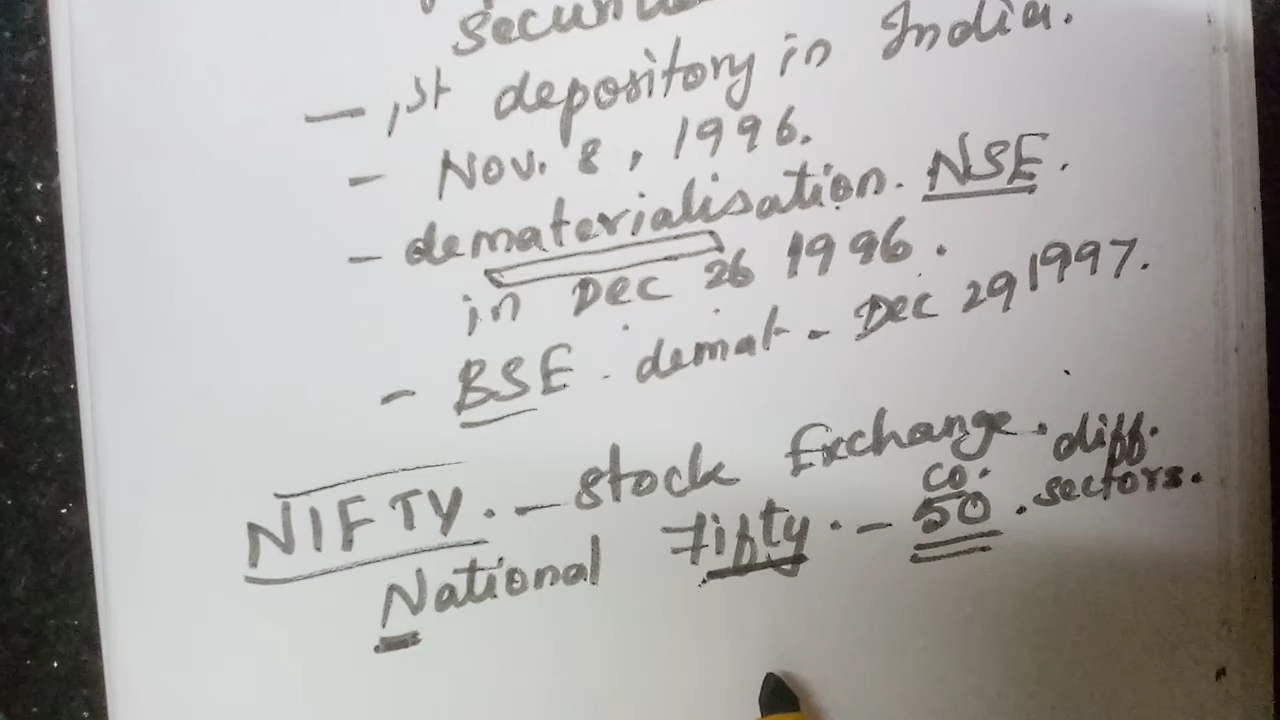 - 1st depository in India.
- Nov. 8, 1996.
- dematerialisation. NSE.
in Dec 26 1996.
- BSE. demat - Dec 29 1997.
NIFTY. - stock Exchange. diff.
National Fifty. - 50 co. sectors.